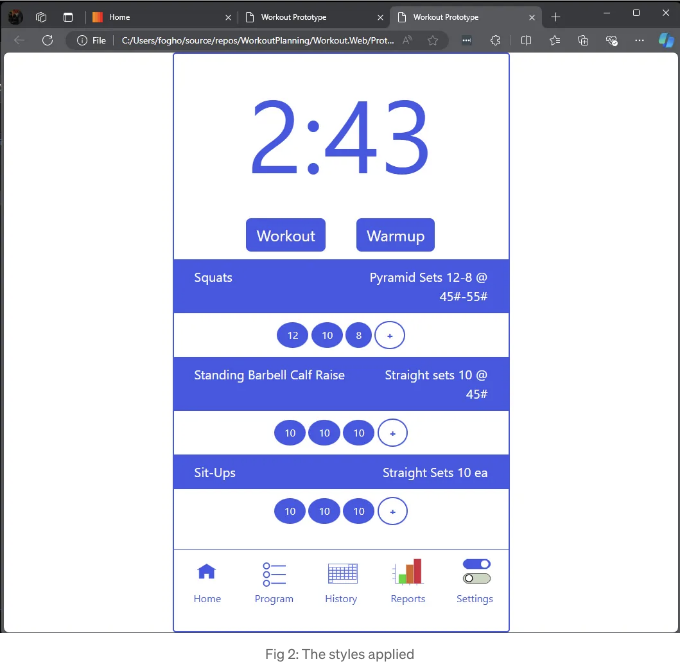 Home
Workout Prototype
Workout Prototype
File
C:/Users/fogho/source/repos/WorkoutPlanning/Workout.Web/Prot...
2:43
Workout
Warmup
Squats
Pyramid Sets 12-8 @
45#-55#
12 10 8 +
Standing Barbell Calf Raise
Straight sets 10 @
45#
10 10 10 +
Sit-Ups
Straight Sets 10 ea
10 10 10 +
Home
Program
History
Reports
Settings
Fig 2: The styles applied